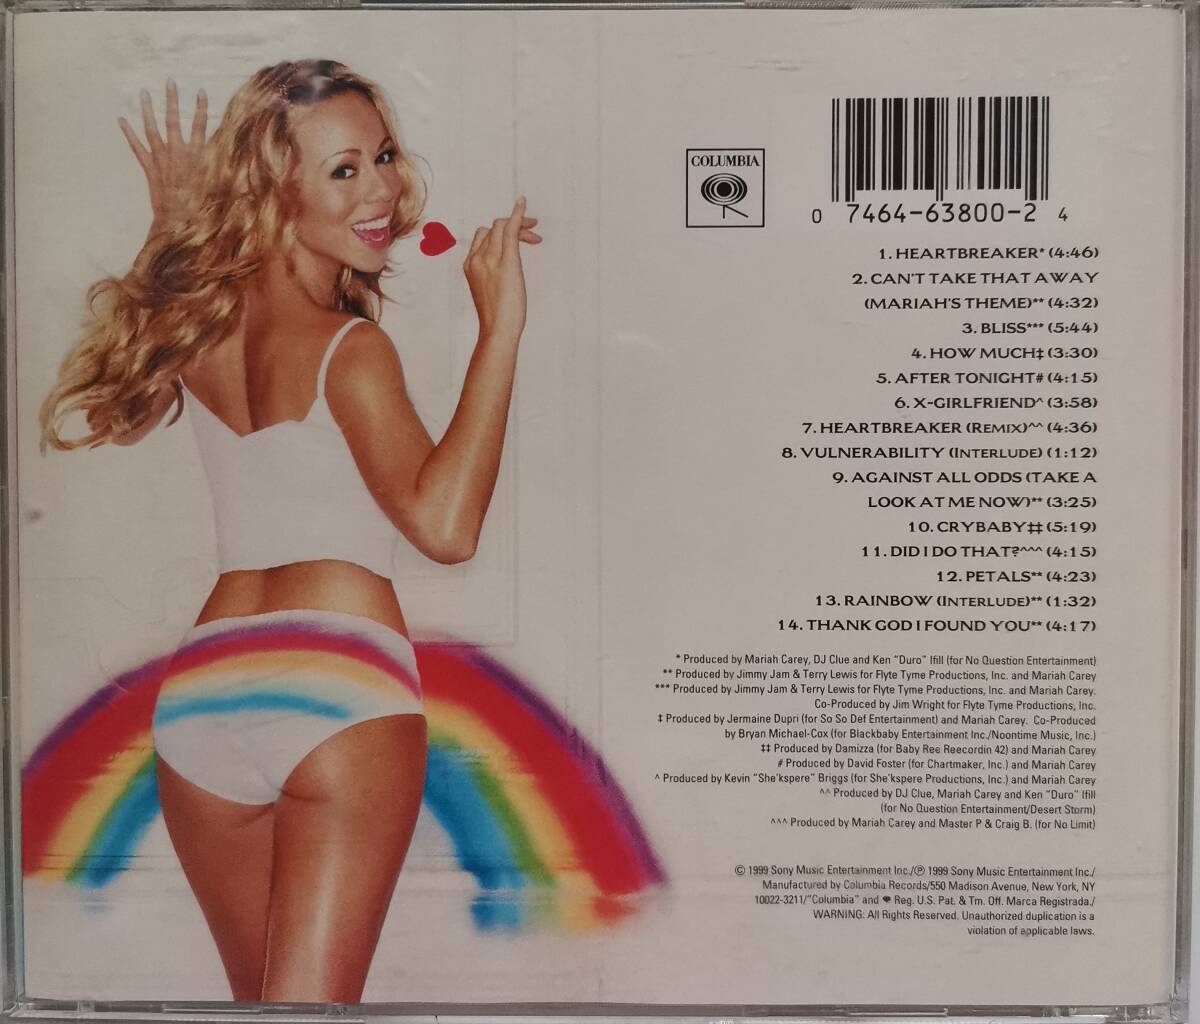 COLUMBIA
0 7464-63800-2 4
1. HEARTBREAKER* (4:46)
2. CAN'T TAKE THAT AWAY
(MARIAH'S THEME)** (4:32)
3. BLISS*** (5:44)
4. HOW MUCH‡ (3:30)
5. AFTER TONIGHT# (4:15)
6. X-GIRLFRIEND^ (3:58)
7. HEARTBREAKER (REMIX)^^ (4:36)
8. VULNERABILITY (INTERLUDE) (1:12)
9. AGAINST ALL ODDS (TAKE A
LOOK AT ME NOW)** (3:25)
10. CRYBABY‡‡ (5:19)
11. DID I DO THAT?^^^ (4:15)
12. PETALS** (4:23)
13. RAINBOW (INTERLUDE)** (1:32)
14. THANK GOD I FOUND YOU** (4:17)
* Produced by Mariah Carey, DJ Clue and Ken "Duro" Ifill (for No Question Entertainment)
** Produced by Jimmy Jam & Terry Lewis for Flyte Tyme Productions, Inc. and Mariah Carey
*** Produced by Jimmy Jam & Terry Lewis for Flyte Tyme Productions, Inc. and Mariah Carey.
Co-Produced by Jim Wright for Flyte Tyme Productions, Inc.
‡ Produced by Jermaine Dupri (for So So Def Entertainment) and Mariah Carey. Co-Produced
by Bryan Michael-Cox (for Blackbaby Entertainment Inc./Noontime Music, Inc.)
‡‡ Produced by Damizza (for Baby Ree Reecordin 42) and Mariah Carey
# Produced by David Foster (for Chartmaker, Inc.) and Mariah Carey
^ Produced by Kevin "She'kspere" Briggs (for She'kspere Productions, Inc.) and Mariah Carey
^^ Produced by DJ Clue, Mariah Carey and Ken "Duro" Ifill
(for No Question Entertainment/Desert Storm)
^^^ Produced by Mariah Carey and Master P & Craig B. (for No Limit)
© 1999 Sony Music Entertainment Inc./℗ 1999 Sony Music Entertainment Inc./
Manufactured by Columbia Records/550 Madison Avenue, New York, NY
10022-3211/"Columbia" and Reg. U.S. Pat. & Tm. Off. Marca Registrada./
WARNING: All Rights Reserved. Unauthorized duplication is a
violation of applicable laws.